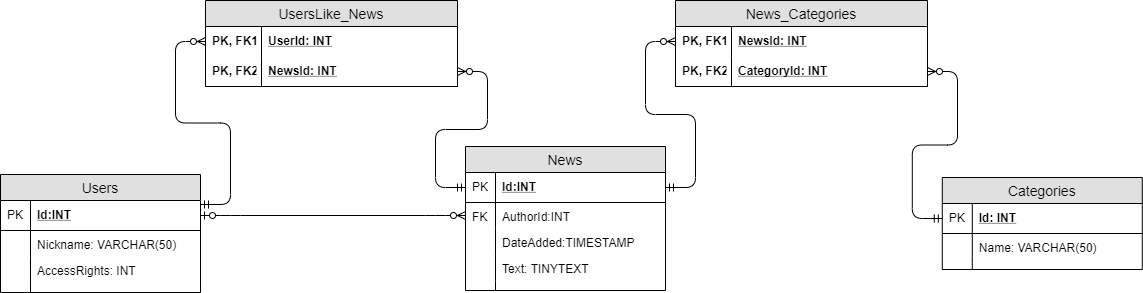 UsersLike_News
PK, FK1 UserId: INT
PK, FK2 NewsId: INT
News_Categories
PK, FK1 NewsId: INT
PK, FK2 CategoryId: INT
Users
PK Id:INT
Nickname: VARCHAR(50)
AccessRights: INT
News
PK Id:INT
FK AuthorId:INT
DateAdded:TIMESTAMP
Text: TINYTEXT
Categories
PK Id: INT
Name: VARCHAR(50)